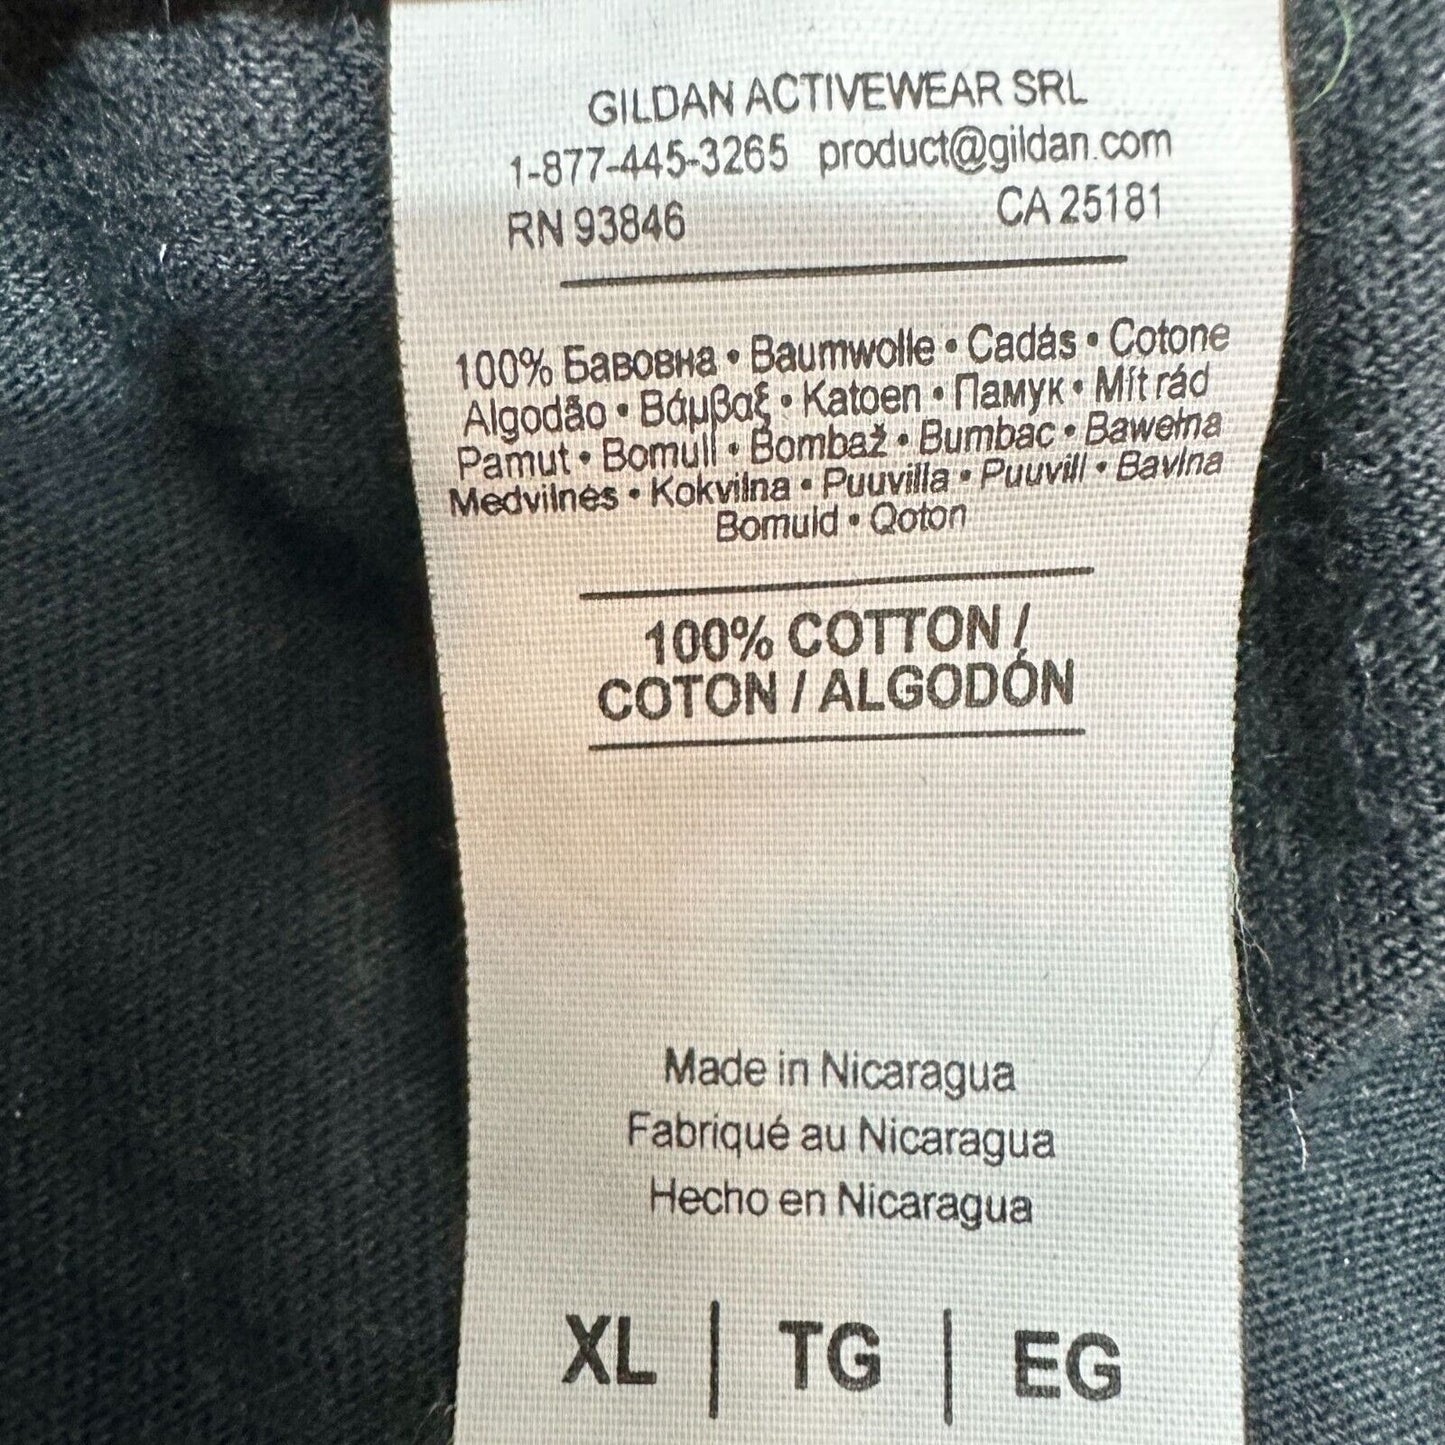 GILDAN ACTIVEWEAR SRL
1-877-445-3265 product@gildan.com
RN 93846 CA 25181
100% Бавовна • Baumwolle • Cadás • Cotone
Algodão • Βάμβαξ • Katoen • Памук • Mít rád
Pamut • Bomull • Bombaž • Bumbac • Bawełna
Medvilnės • Kokvilna • Puuvilla • Puuvill • Bavlna
Bomuld • Qoton
100% COTTON /
COTON / ALGODÓN
Made in Nicaragua
Fabriqué au Nicaragua
Hecho en Nicaragua
XL | TG | EG